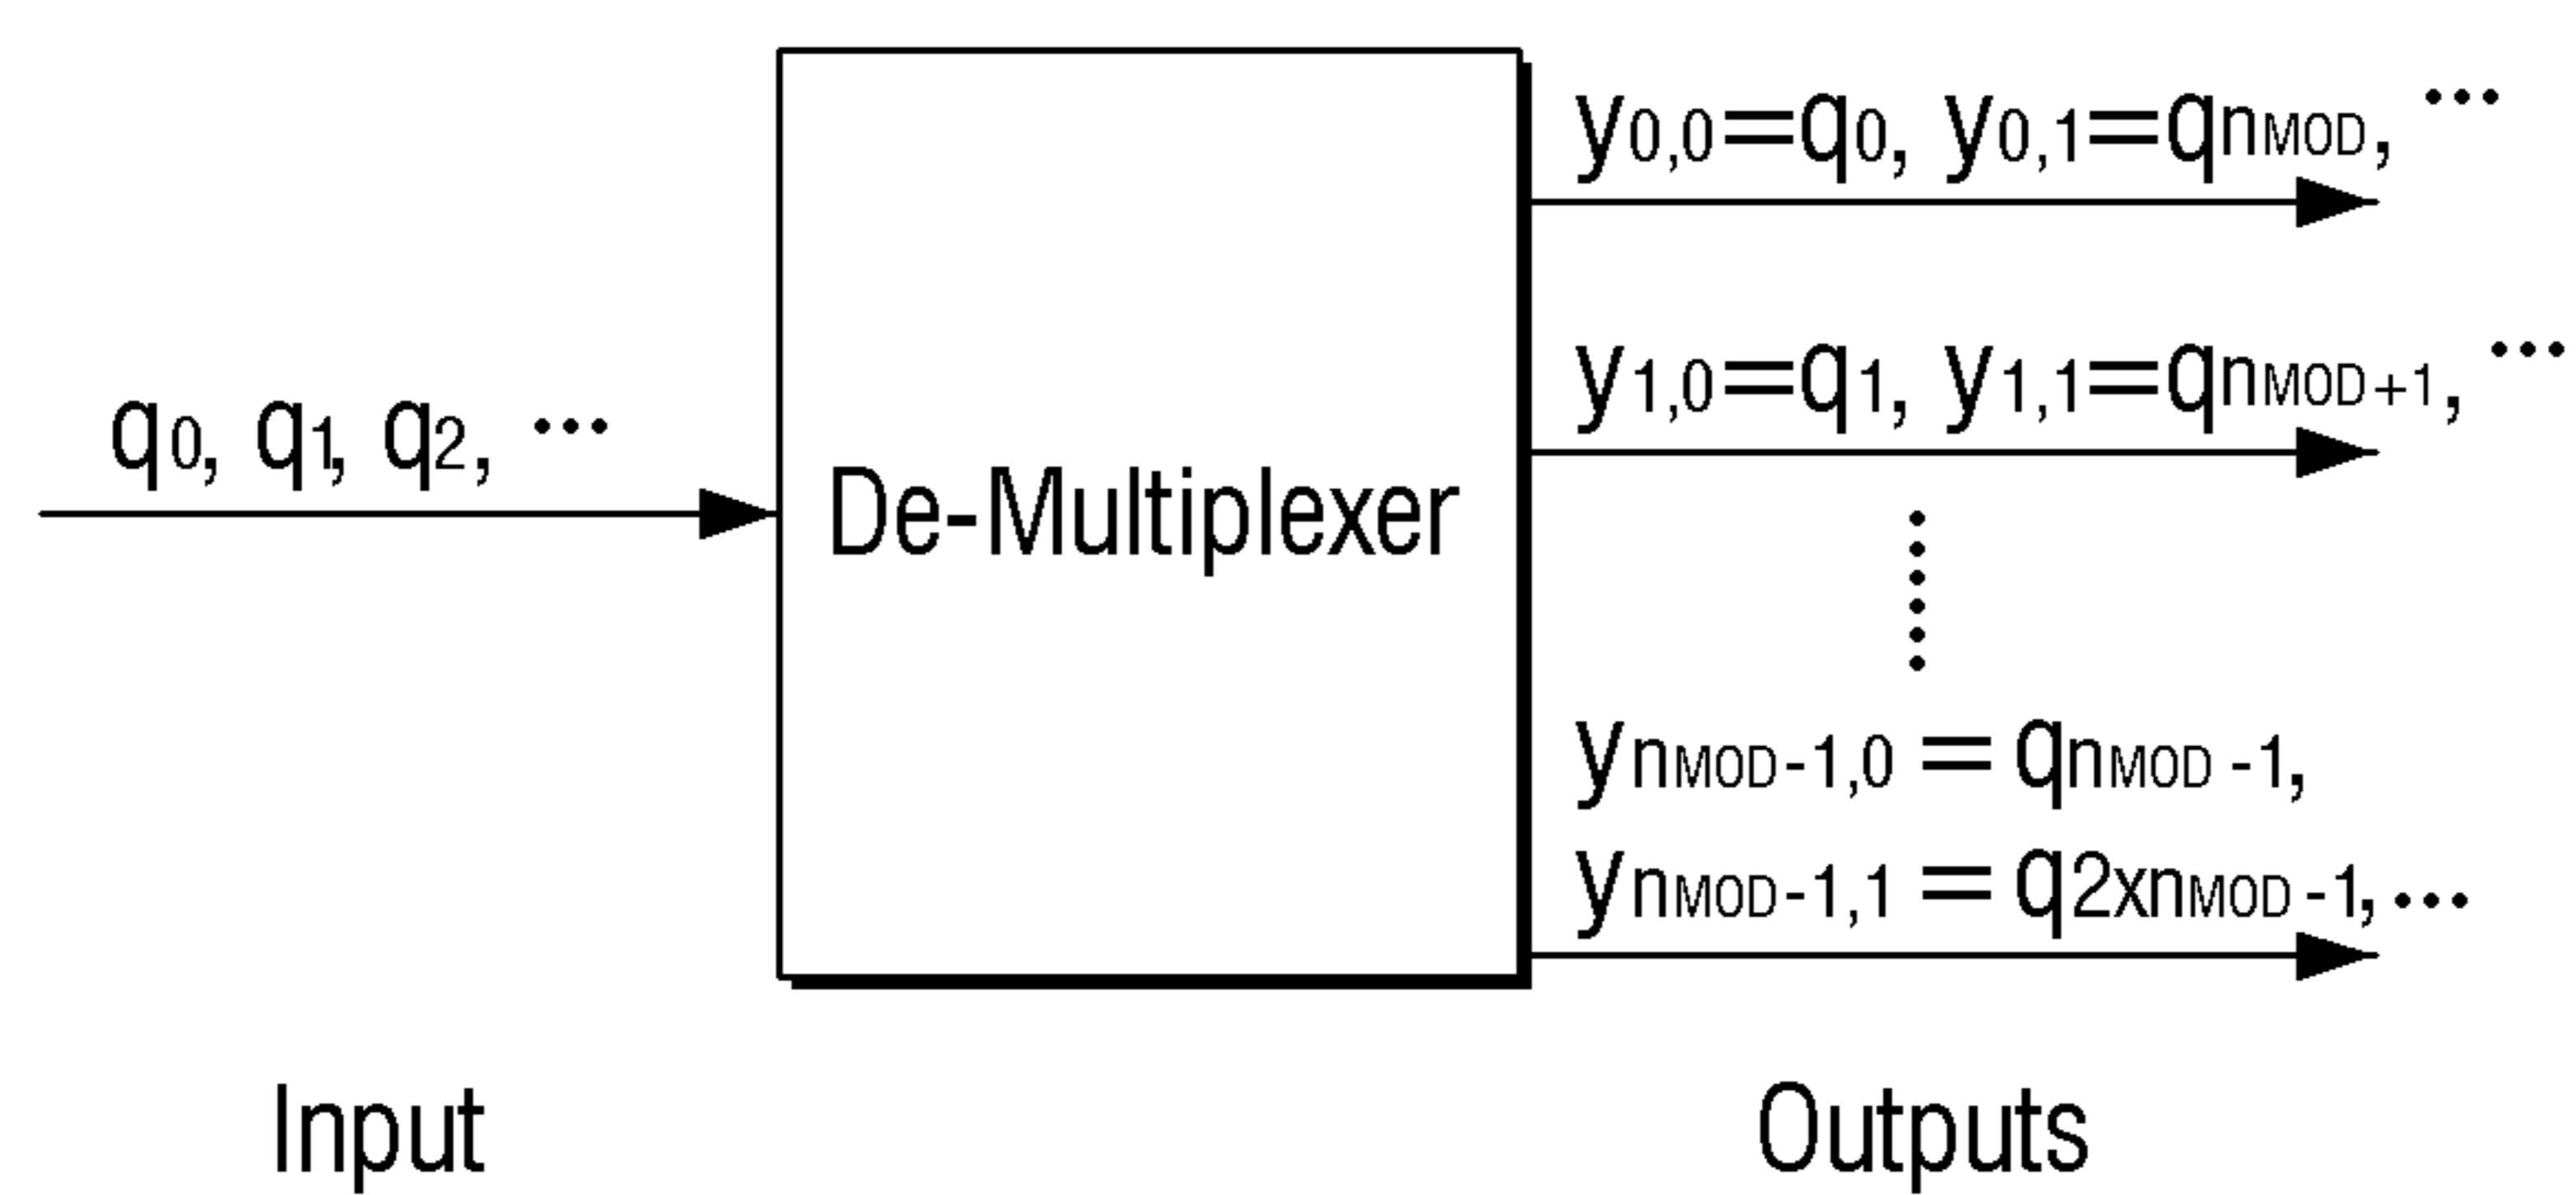 y0,0=q0, y0,1=qnMOD, ...
y1,0=q1, y1,1=qnMOD+1, ...
q0, q1, q2, ...
De-Multiplexer
ynMOD-1,0 = qnMOD -1,
ynMOD-1,1 = q2xnMOD -1, ...
Input
Outputs